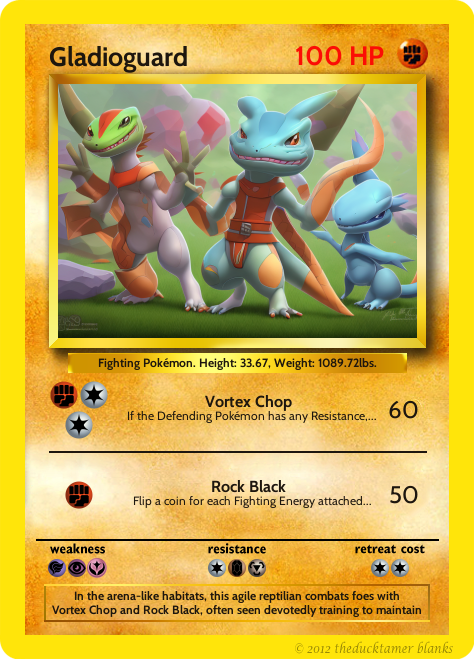 Gladioguard 100 HP
Fighting Pokémon. Height: 33.67, Weight: 1089.72lbs.
Vortex Chop
If the Defending Pokémon has any Resistance,... 60
Rock Black
Flip a coin for each Fighting Energy attached... 50
weakness resistance retreat cost
In the arena-like habitats, this agile reptilian combats foes with
Vortex Chop and Rock Black, often seen devotedly training to maintain
© 2012 theducktamer blanks